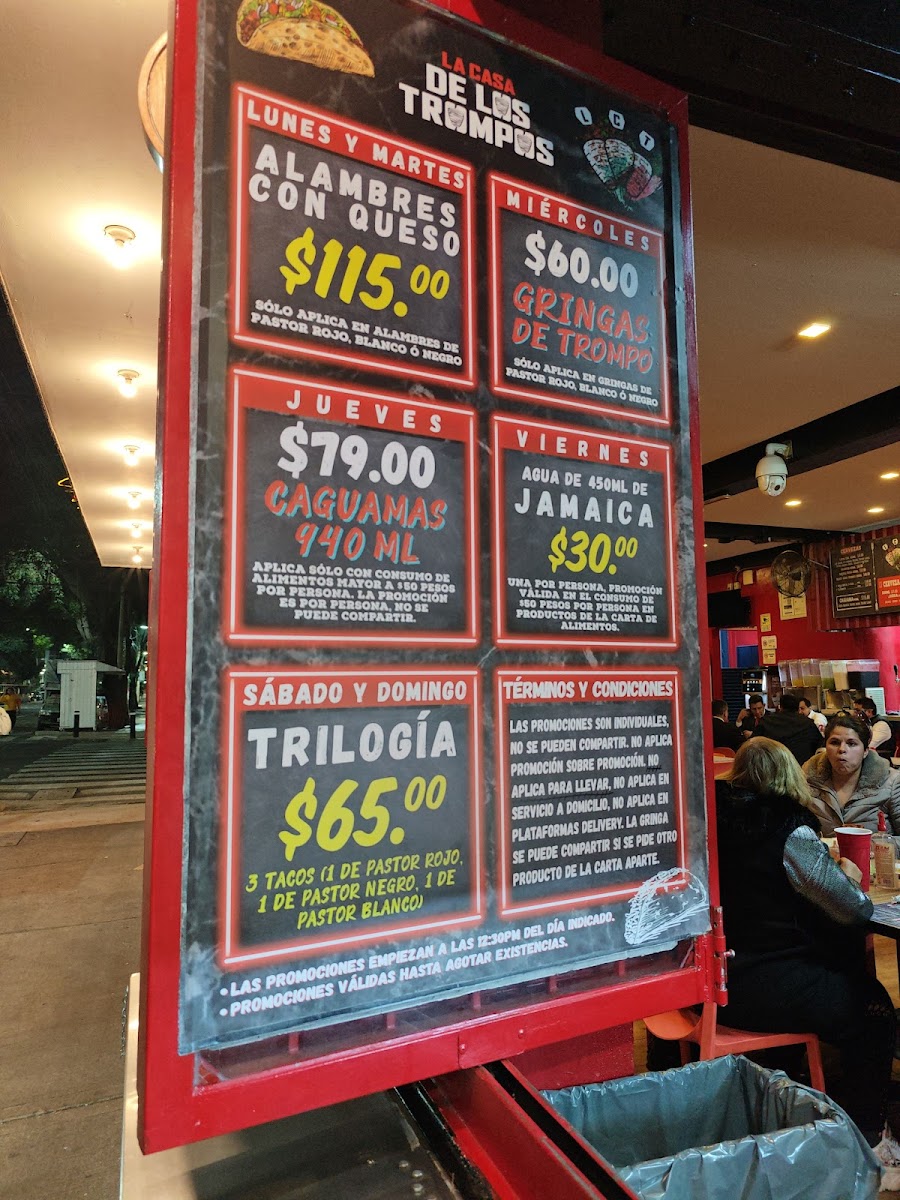 LA CASA
DE LOS
TROMPOS
L C T
LUNES Y MARTES
ALAMBRES
CON QUESO
$115.00
SÓLO APLICA EN ALAMBRES DE
PASTOR ROJO, BLANCO Ó NEGRO
MIÉRCOLES
$60.00
GRINGAS
DE TROMPO
SÓLO APLICA EN GRINGAS DE
PASTOR ROJO, BLANCO Ó NEGRO
JUEVES
$79.00
CAGUAMAS
940 ML
APLICA SÓLO CON CONSUMO DE
ALIMENTOS MAYOR A $50 PESOS
POR PERSONA. LA PROMOCIÓN
ES POR PERSONA, NO SE
PUEDE COMPARTIR.
VIERNES
AGUA DE 450ML DE
JAMAICA
$30.00
UNA POR PERSONA, PROMOCIÓN
VÀLIDA EN EL CONSUMO DE
$50 PESOS POR PERSONA EN
PRODUCTOS DE LA CARTA DE
ALIMENTOS.
SÁBADO Y DOMINGO
TRILOGÍA
$65.00
3 TACOS (1 DE PASTOR ROJO,
1 DE PASTOR NEGRO, 1 DE
PASTOR BLANCO)
TÉRMINOS Y CONDICIONES
LAS PROMOCIONES SON INDIVIDUALES,
NO SE PUEDEN COMPARTIR. NO APLICA
PROMOCIÓN SOBRE PROMOCIÓN. NO
APLICA PARA LLEVAR, NO APLICA EN
SERVICIO A DOMICILIO, NO APLICA EN
PLATAFORMAS DELIVERY. LA GRINGA
SE PUEDE COMPARTIR SI SE PIDE OTRO
PRODUCTO DE LA CARTA APARTE.
• LAS PROMOCIONES EMPIEZAN A LAS 12:30PM DEL DÍA INDICADO.
• PROMOCIONES VÁLIDAS HASTA AGOTAR EXISTENCIAS.
CERVEZAS